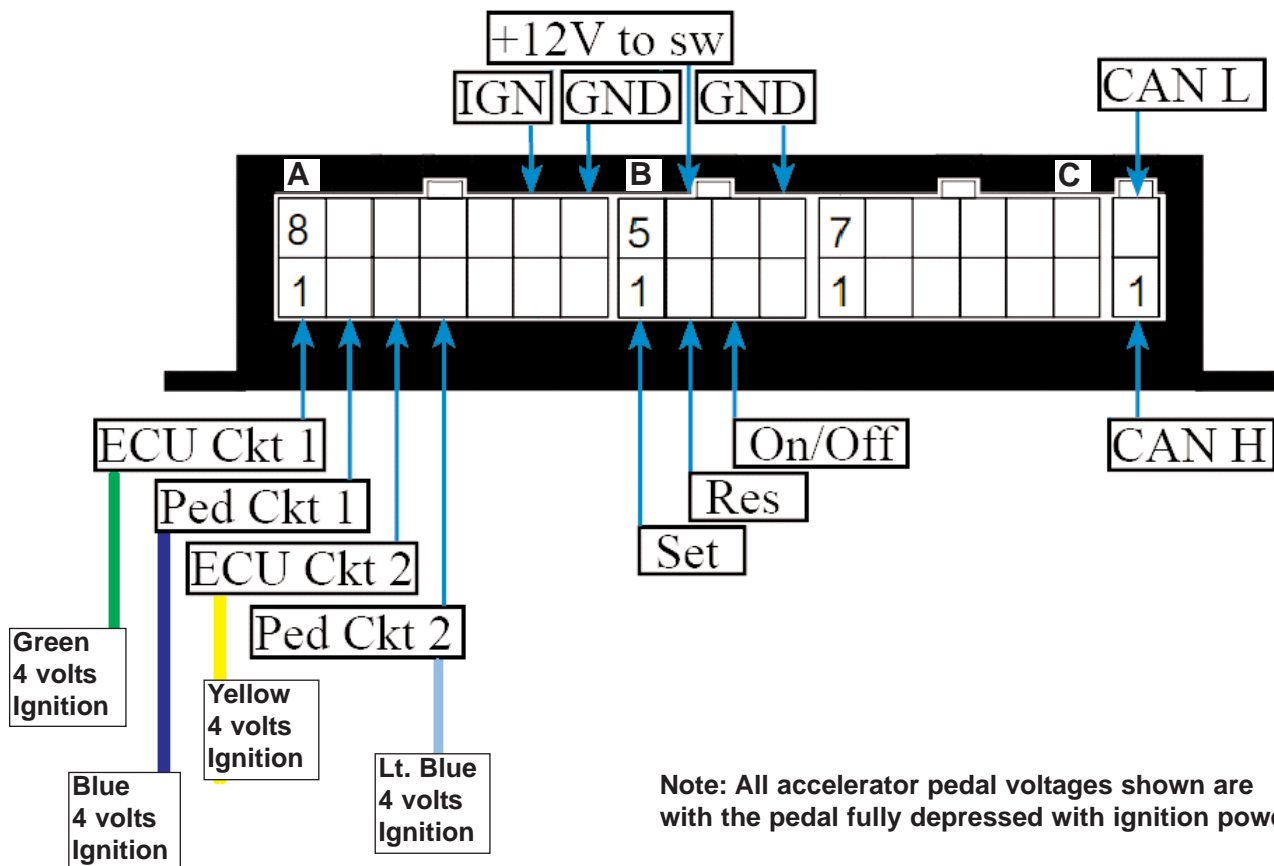 +12V to sw
IGN
GND
GND
CAN L
A
B
C
8
5
7
1
1
1
1
ECU Ckt 1
On/Off
CAN H
Ped Ckt 1
Res
Set
ECU Ckt 2
Ped Ckt 2
Green
4 volts
Ignition
Yellow
4 volts
Ignition
Blue
4 volts
Ignition
Lt. Blue
4 volts
Ignition
Note: All accelerator pedal voltages shown are
with the pedal fully depressed with ignition powe